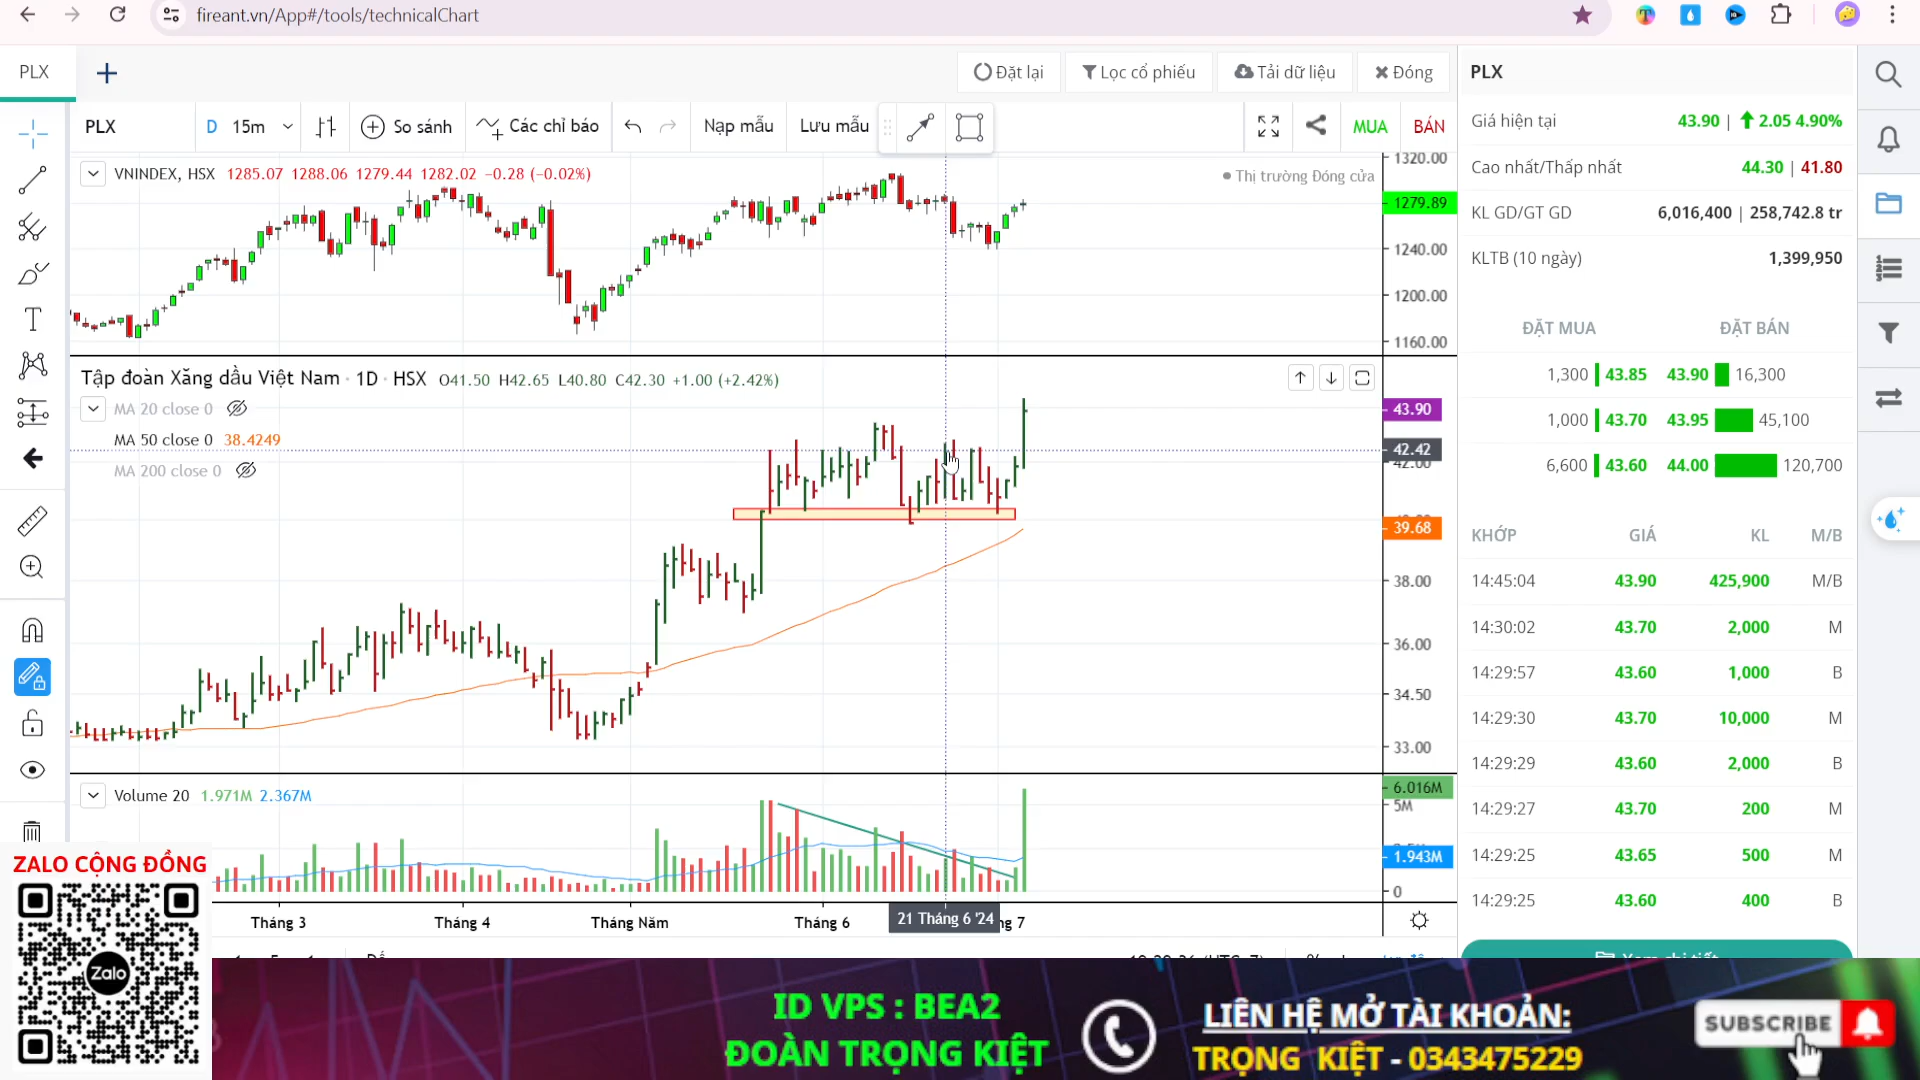 fireant.vn/App#/tools/technicalChart
PLX
Đặt lại
Lọc cổ phiếu
Tải dữ liệu
Đóng
PLX
PLX
D 15m
So sánh
Các chỉ báo
Nạp mẫu
Lưu mẫu
MUA
BÁN
VNINDEX, HSX 1285.07 1288.06 1279.44 1282.02 −0.28 (−0.02%)
Thị trường Đóng cửa
1320.00
1279.89
1240.00
1200.00
1160.00
Tập đoàn Xăng dầu Việt Nam · 1D · HSX O41.50 H42.65 L40.80 C42.30 +1.00 (+2.42%)
MA 20 close 0
MA 50 close 0 38.4249
MA 200 close 0
43.90
42.42
42.00
39.68
38.00
36.00
34.50
33.00
Volume 20 1.971M 2.367M
6.016M
5M
1.943M
0
Tháng 3
Tháng 4
Tháng Năm
Tháng 6
21 Tháng 6 '24
ng 7
Giá hiện tại 43.90 | 2.05 4.90%
Cao nhất/Thấp nhất 44.30 | 41.80
KL GD/GT GD 6,016,400 | 258,742.8 tr
KLTB (10 ngày) 1,399,950
ĐẶT MUA ĐẶT BÁN
1,300 43.85 43.90 16,300
1,000 43.70 43.95 45,100
6,600 43.60 44.00 120,700
KHỚP GIÁ KL M/B
14:45:04 43.90 425,900 M/B
14:30:02 43.70 2,000 M
14:29:57 43.60 1,000 B
14:29:30 43.70 10,000 M
14:29:29 43.60 2,000 B
14:29:27 43.70 200 M
14:29:25 43.65 500 M
14:29:25 43.60 400 B
ZALO CỘNG ĐỒNG
Zalo
ID VPS : BEA2
ĐOÀN TRỌNG KIỆT
LIÊN HỆ MỞ TÀI KHOẢN:
TRỌNG KIỆT - 0343475229
SUBSCRIBE